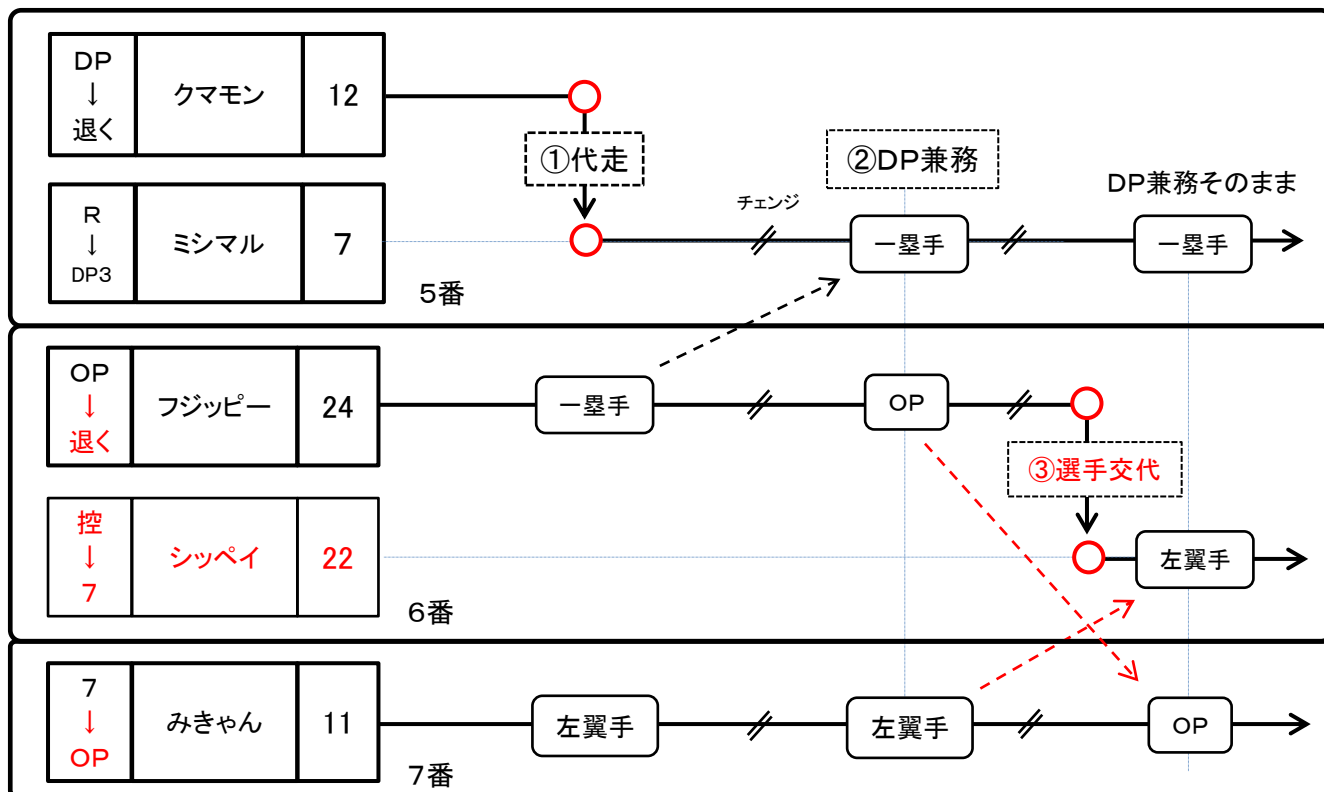 DP
↓
退く
クマモン
12
①代走
②DP兼務
DP兼務そのまま
R
↓
DP3
ミシマル
7
チェンジ
一塁手
一塁手
5番
OP
↓
退く
フジッピー
24
一塁手
OP
③選手交代
控
↓
7
シッペイ
22
左翼手
6番
7
↓
OP
みきゃん
11
左翼手
左翼手
OP
7番